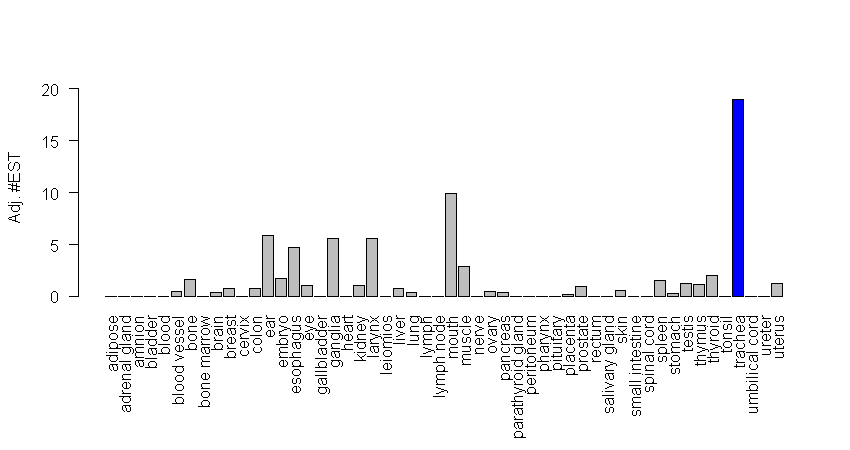 Adj. #EST
20
15
10
5
0
adipose
adrenal gland
amnion
bladder
blood
blood vessel
bone
bone marrow
brain
breast
cervix
colon
ear
embryo
esophagus
eye
gallbladder
ganglia
heart
kidney
larynx
leiomios
liver
lung
lymph
lymph node
mouth
muscle
nerve
ovary
pancreas
parathyroid gland
peritoneum
pharynx
pituitary
placenta
prostate
rectum
salivary gland
skin
small intestine
spinal cord
spleen
stomach
testis
thymus
thyroid
tonsil
trachea
umbilical cord
ureter
uterus